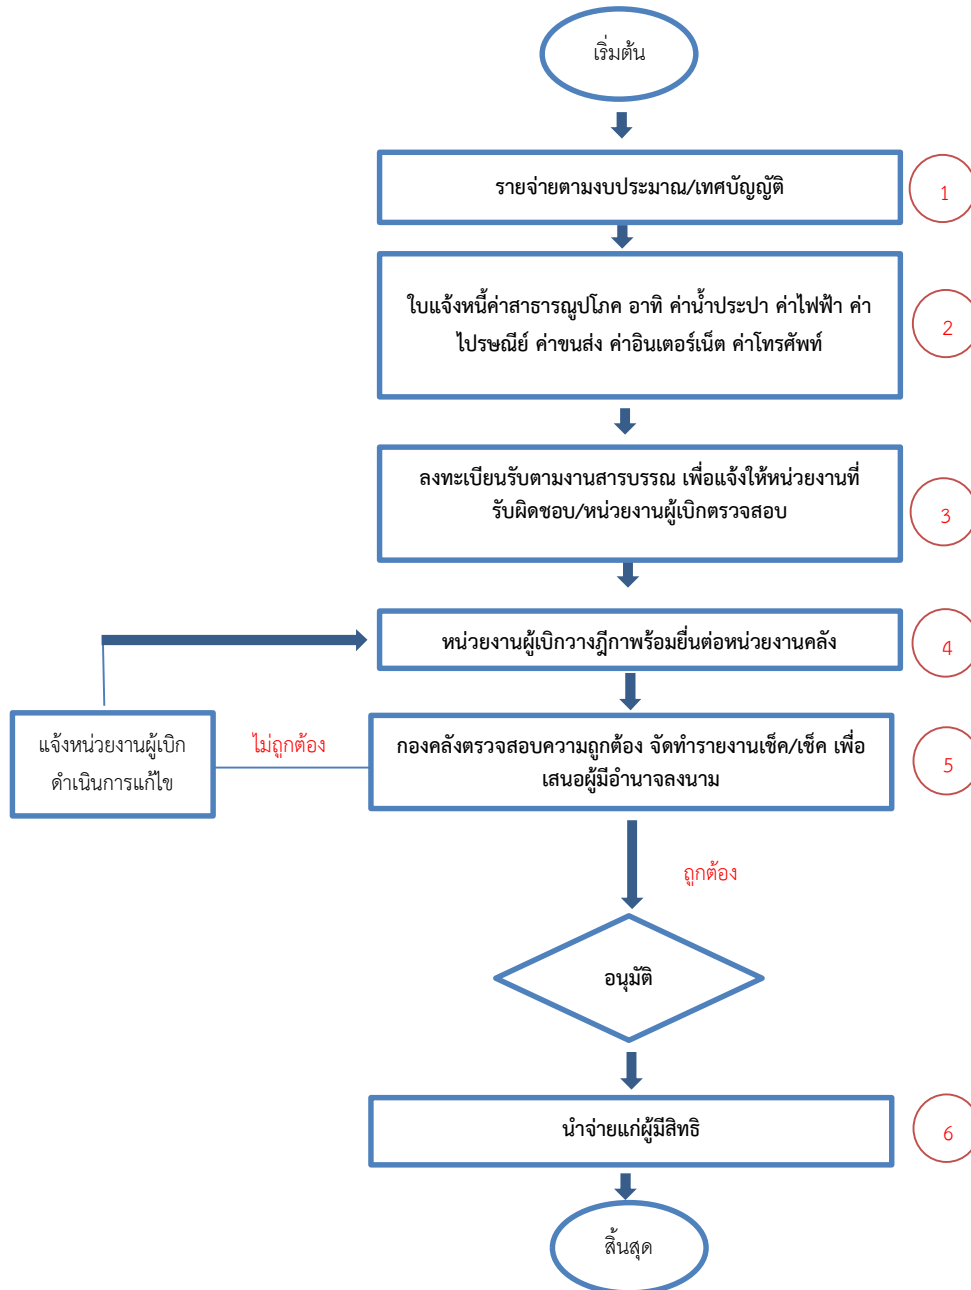 เริ่มต้น
รายจ่ายตามงบประมาณ/เทศบัญญัติ
1
ใบแจ้งหนี้ค่าสาธารณูปโภค อาทิ ค่าน้ำประปา ค่าไฟฟ้า ค่า
ไปรษณีย์ ค่าขนส่ง ค่าอินเตอร์เน็ต ค่าโทรศัพท์
2
ลงทะเบียนรับตามงานสารบรรณ เพื่อแจ้งให้หน่วยงานที่
รับผิดชอบ/หน่วยงานผู้เบิกตรวจสอบ
3
หน่วยงานผู้เบิกวางฎีกาพร้อมยื่นต่อหน่วยงานคลัง
4
แจ้งหน่วยงานผู้เบิก
ดำเนินการแก้ไข
ไม่ถูกต้อง
กองคลังตรวจสอบความถูกต้อง จัดทำรายงานเช็ค/เช็ค เพื่อ
เสนอผู้มีอำนาจลงนาม
5
ถูกต้อง
อนุมัติ
นำจ่ายแก่ผู้มีสิทธิ
6
สิ้นสุด